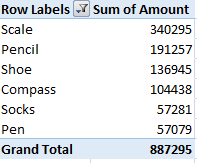 Row Labels Sum of Amount
Scale 340295
Pencil 191257
Shoe 136945
Compass 104438
Socks 57281
Pen 57079
Grand Total 887295